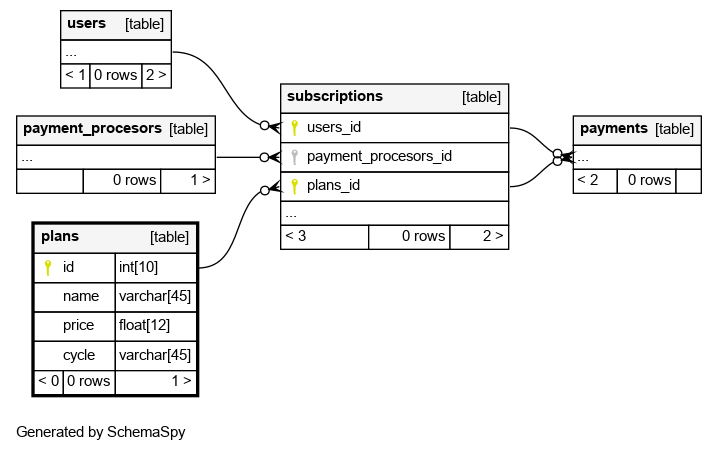 users [table]
...
< 1 0 rows 2 >
payment_procesors [table]
...
0 rows 1 >
plans [table]
id int[10]
name varchar[45]
price float[12]
cycle varchar[45]
< 0 0 rows 1 >
subscriptions [table]
users_id
payment_procesors_id
plans_id
...
< 3 0 rows 2 >
payments [table]
...
< 2 0 rows
Generated by SchemaSpy